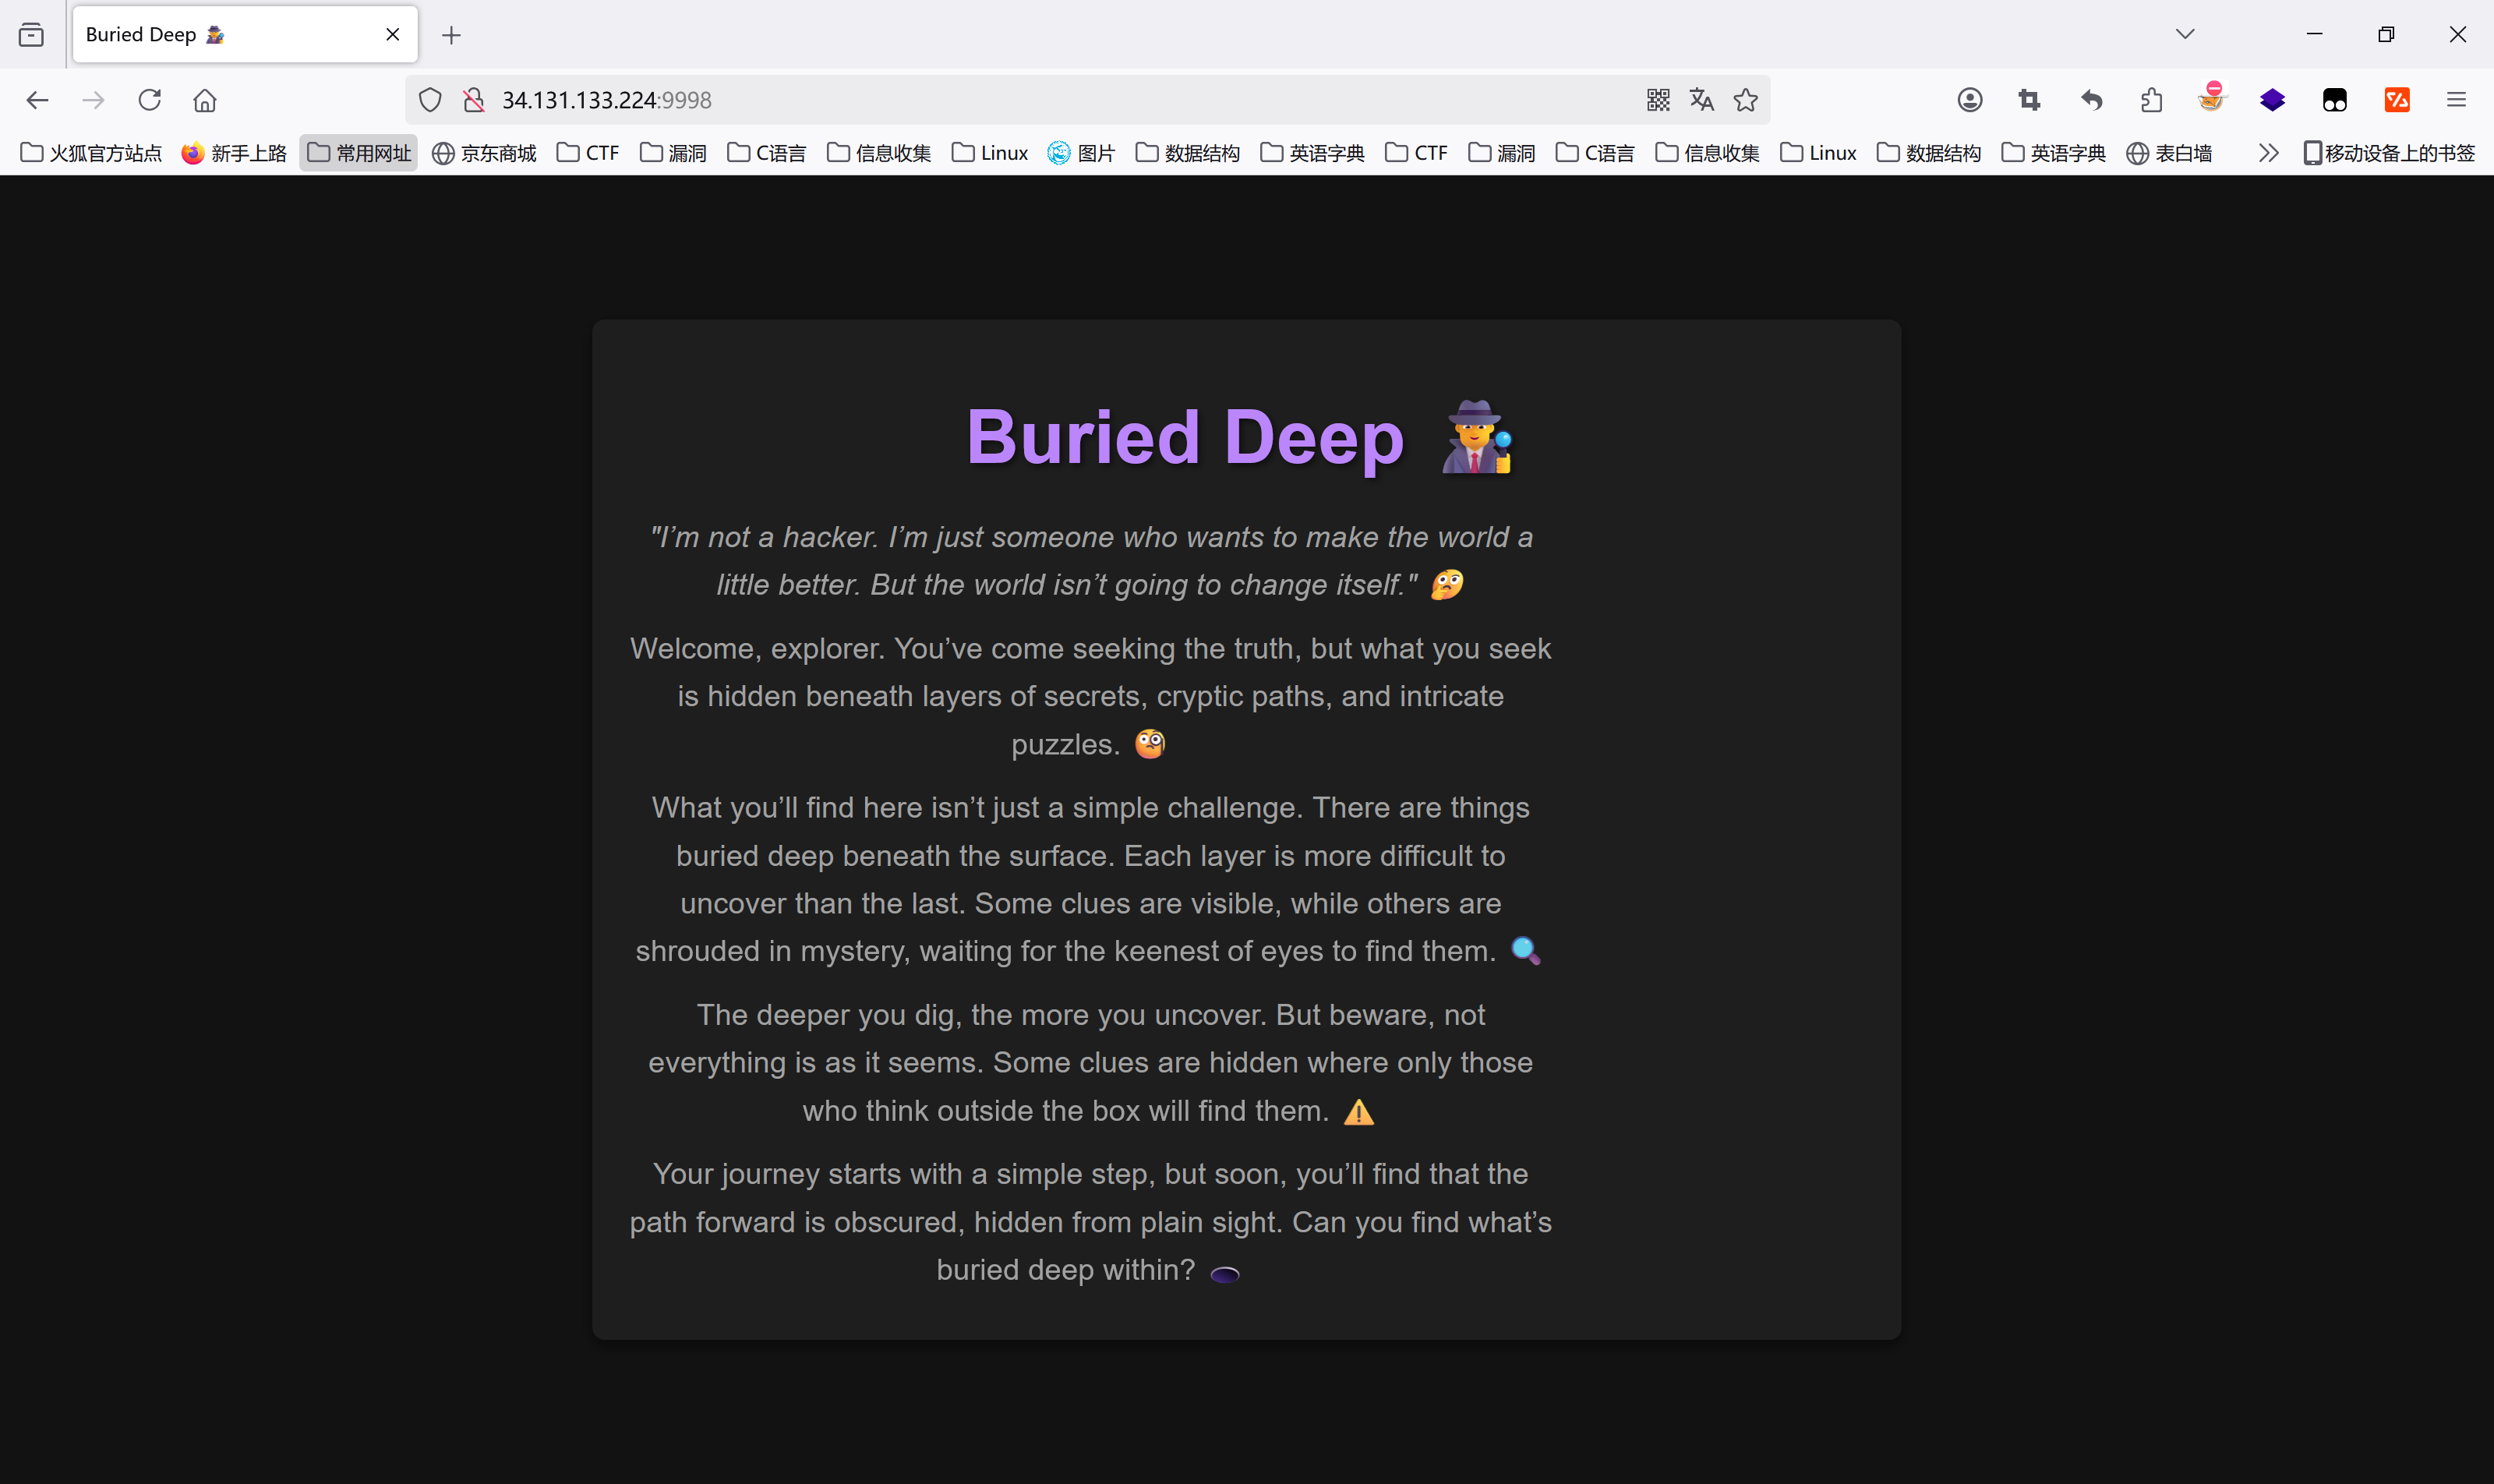 Buried Deep 🕵️
34.131.133.224:9998
火狐官方站点 新手上路 常用网址 京东商城 CTF 漏洞 C语言 信息收集 Linux 图片 数据结构 英语字典 CTF 漏洞 C语言 信息收集 Linux 数据结构 英语字典 表白墙 移动设备上的书签
Buried Deep 🕵️
"I’m not a hacker. I’m just someone who wants to make the world a
little better. But the world isn’t going to change itself." 🤔
Welcome, explorer. You’ve come seeking the truth, but what you seek
is hidden beneath layers of secrets, cryptic paths, and intricate
puzzles. 🧐
What you’ll find here isn’t just a simple challenge. There are things
buried deep beneath the surface. Each layer is more difficult to
uncover than the last. Some clues are visible, while others are
shrouded in mystery, waiting for the keenest of eyes to find them. 🔍
The deeper you dig, the more you uncover. But beware, not
everything is as it seems. Some clues are hidden where only those
who think outside the box will find them. ⚠️
Your journey starts with a simple step, but soon, you’ll find that the
path forward is obscured, hidden from plain sight. Can you find what’s
buried deep within? 🕳️